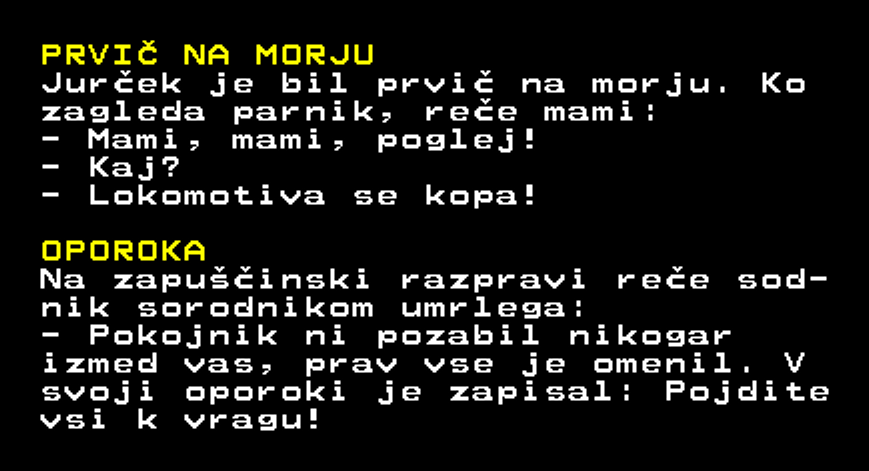 PRVIČ NA MORJU
Jurček je bil prvič na morju. Ko
zagleda parnik, reče mami:
- Mami, mami, poglej!
- Kaj?
- Lokomotiva se kopa!
OPOROKA
Na zapuščinski razpravi reče sod-
nik sorodnikom umrlega:
- Pokojnik ni pozabil nikogar
izmed vas, prav vse je omenil. V
svoji oporoki je zapisal: Pojdite
vsi k vragu!